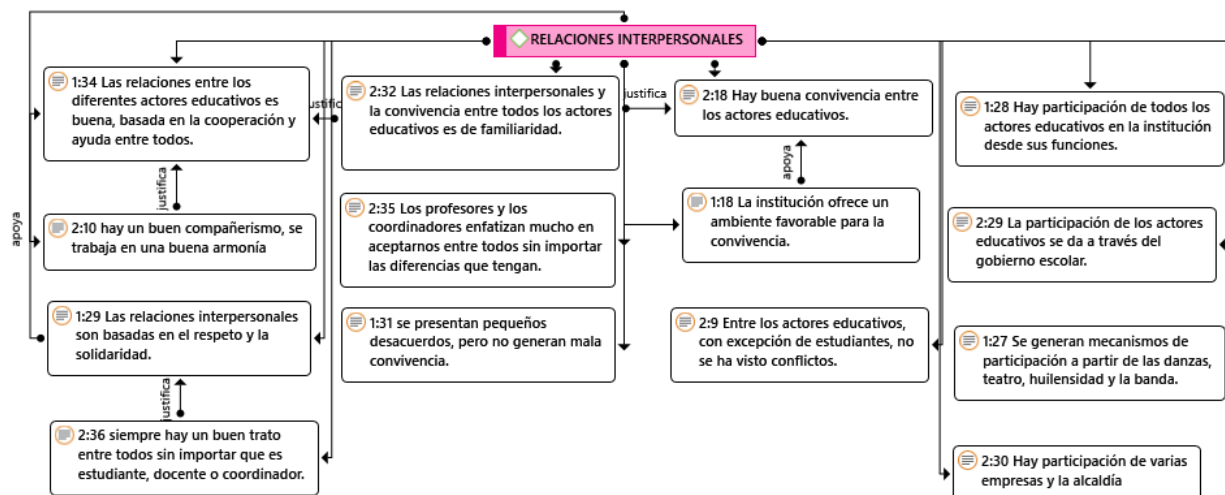 RELACIONES INTERPERSONALES
1:34 Las relaciones entre los
diferentes actores educativos es
buena, basada en la cooperación y
ayuda entre todos.
justifica
2:10 hay un buen compañerismo, se
trabaja en una buena armonía
apoya
1:29 Las relaciones interpersonales
son basadas en el respeto y la
solidaridad.
justifica
2:36 siempre hay un buen trato
entre todos sin importar que es
estudiante, docente o coordinador.
justifica
2:32 Las relaciones interpersonales y
la convivencia entre todos los actores
educativos es de familiaridad.
2:35 Los profesores y los
coordinadores enfatizan mucho en
aceptarnos entre todos sin importar
las diferencias que tengan.
1:31 se presentan pequeños
desacuerdos, pero no generan mala
convivencia.
justifica
2:18 Hay buena convivencia entre
los actores educativos.
apoya
1:18 La institución ofrece un
ambiente favorable para la
convivencia.
2:9 Entre los actores educativos,
con excepción de estudiantes, no
se ha visto conflictos.
1:28 Hay participación de todos los
actores educativos en la institución
desde sus funciones.
2:29 La participación de los actores
educativos se da a través del
gobierno escolar.
1:27 Se generan mecanismos de
participación a partir de las danzas,
teatro, huilensidad y la banda.
2:30 Hay participación de varias
empresas y la alcaldía